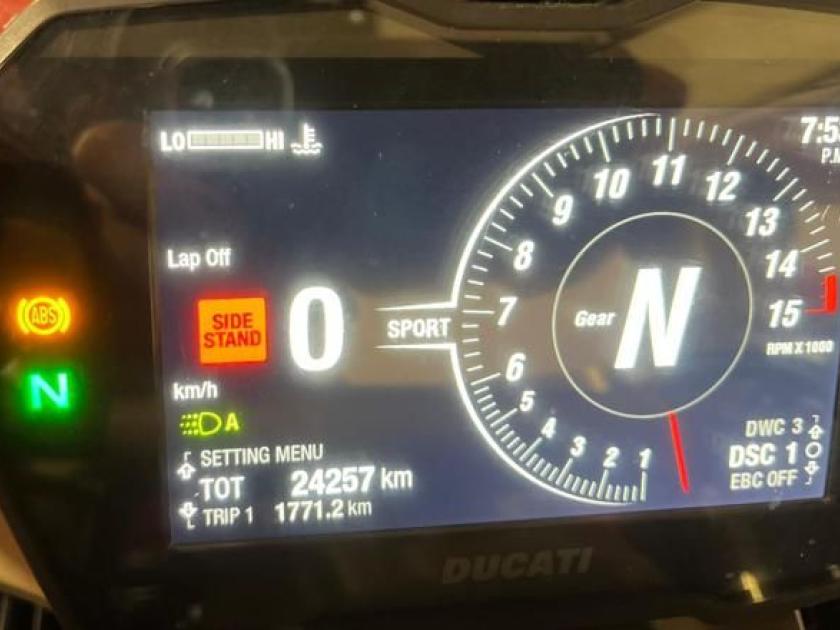 LO HI
7:5
P.M
Lap Off
SIDE
STAND
0
km/h
A
SETTING MENU
TOT 24257 km
TRIP 1 1771.2 km
ABS
N
SPORT
Gear N
1
2
3
4
5
6
7
8
9
10
11
12
13
14
15
RPM X 1000
DWC 3
DSC 1
EBC OFF
DUCATI